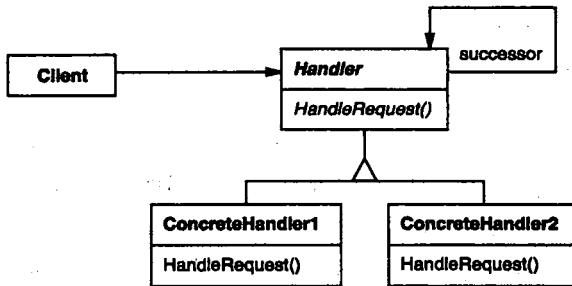 Client
Handler
successor
HandleRequest()
ConcreteHandler1
ConcreteHandler2
HandleRequest()
HandleRequest()